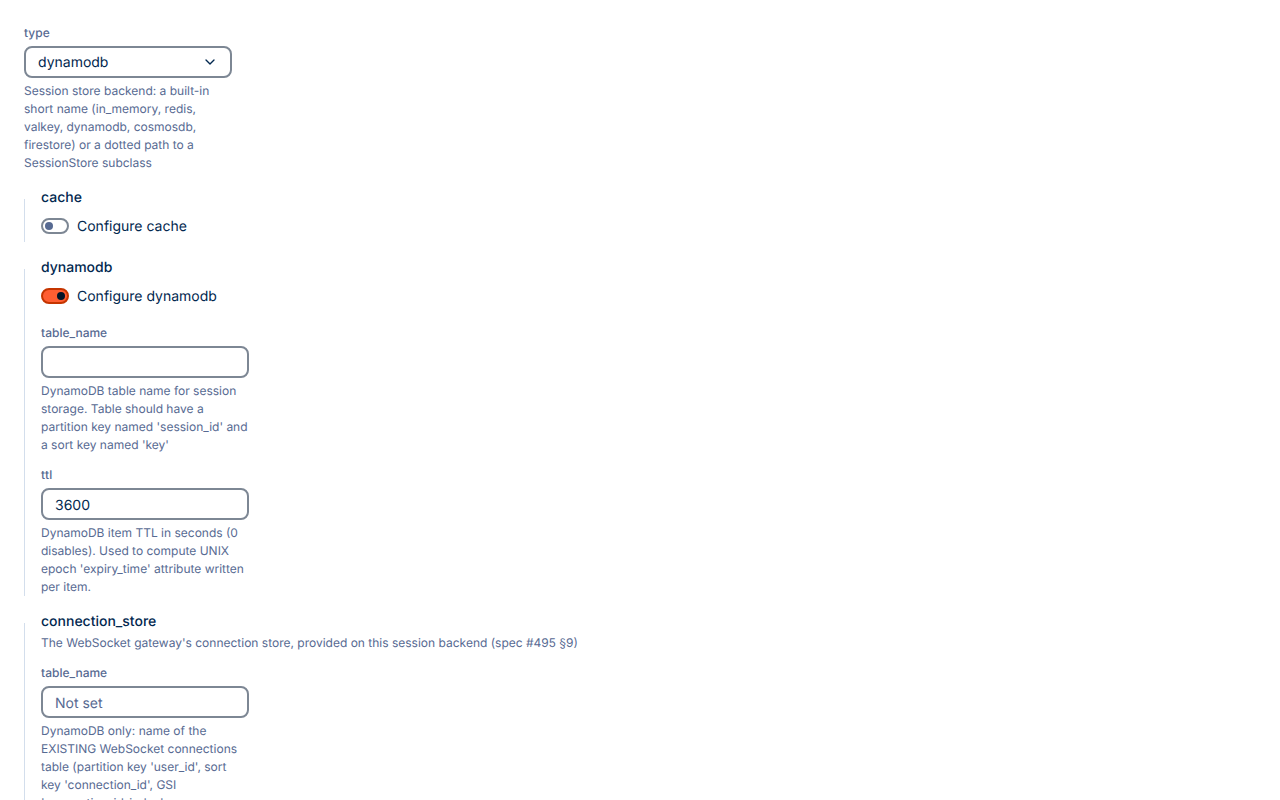 type
dynamodb
Session store backend: a built-in
short name (in_memory, redis,
valkey, dynamodb, cosmosdb,
firestore) or a dotted path to a
SessionStore subclass
cache
Configure cache
dynamodb
Configure dynamodb
table_name
DynamoDB table name for session
storage. Table should have a
partition key named 'session_id' and
a sort key named 'key'
ttl
3600
DynamoDB item TTL in seconds (0
disables). Used to compute UNIX
epoch 'expiry_time' attribute written
per item.
connection_store
The WebSocket gateway's connection store, provided on this session backend (spec #495 §9)
table_name
Not set
DynamoDB only: name of the
EXISTING WebSocket connections
table (partition key 'user_id', sort
key 'connection_id', GSI